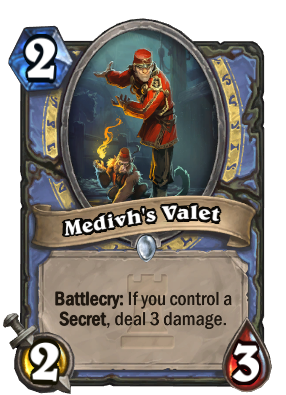 2
Medivh's Valet
Battlecry: If you control a
Secret, deal 3 damage.
2
3